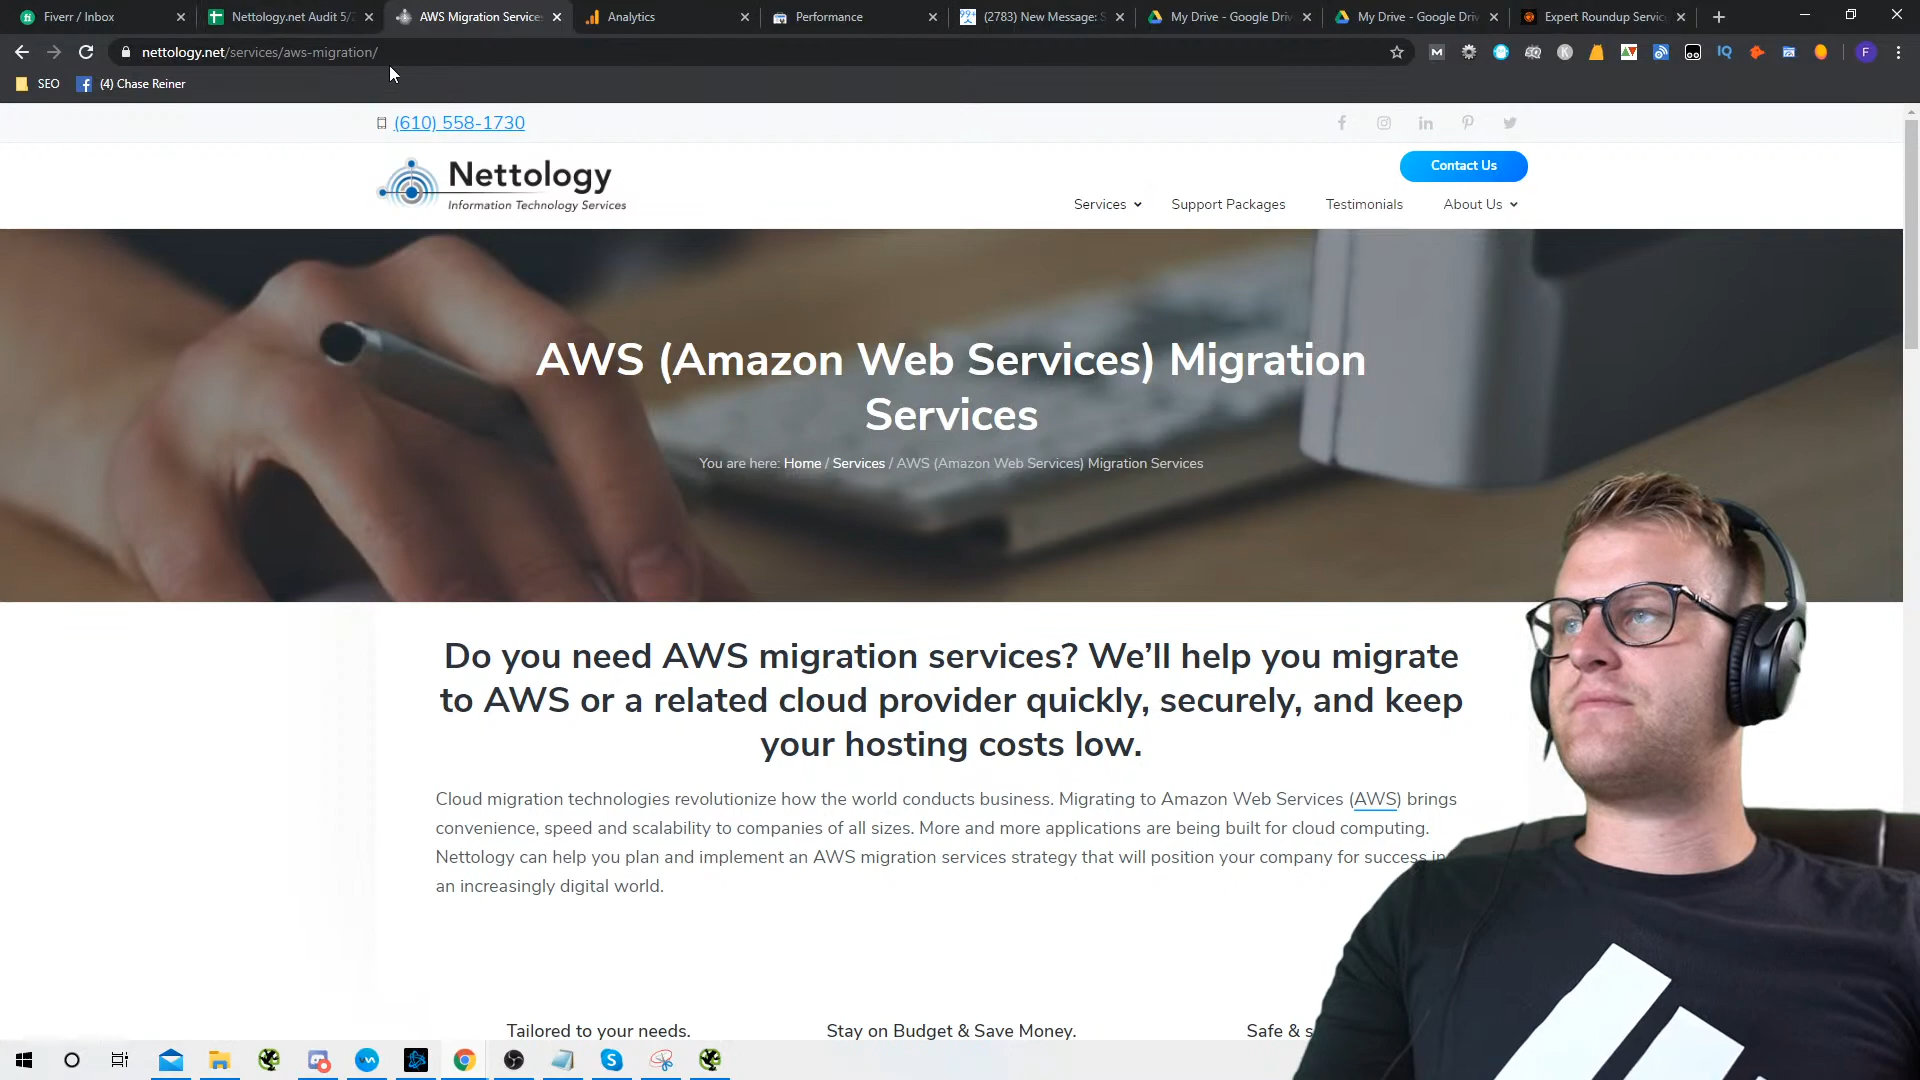 Fiverr / Inbox
Nettology.net Audit 5/
AWS Migration Service
Analytics
Performance
(2783) New Message: S
My Drive - Google Driv
My Drive - Google Driv
Expert Roundup Servic
nettology.net/services/aws-migration/
SEO
(4) Chase Reiner
(610) 558-1730
Nettology
Information Technology Services
Contact Us
Services
Support Packages
Testimonials
About Us
AWS (Amazon Web Services) Migration
Services
You are here: Home / Services / AWS (Amazon Web Services) Migration Services
Do you need AWS migration services? We’ll help you migrate
to AWS or a related cloud provider quickly, securely, and keep
your hosting costs low.
Cloud migration technologies revolutionize how the world conducts business. Migrating to Amazon Web Services (AWS) brings
convenience, speed and scalability to companies of all sizes. More and more applications are being built for cloud computing.
Nettology can help you plan and implement an AWS migration services strategy that will position your company for success in
an increasingly digital world.
Tailored to your needs.
Stay on Budget & Save Money.
Safe & s